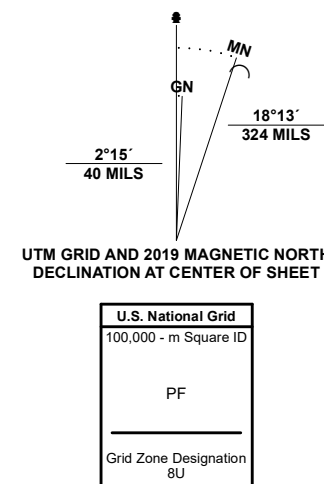 MN
GN
18°13´
324 MILS
2°15´
40 MILS
UTM GRID AND 2019 MAGNETIC NORTH
DECLINATION AT CENTER OF SHEET
U.S. National Grid
100,000 - m Square ID
PF
Grid Zone Designation
8U